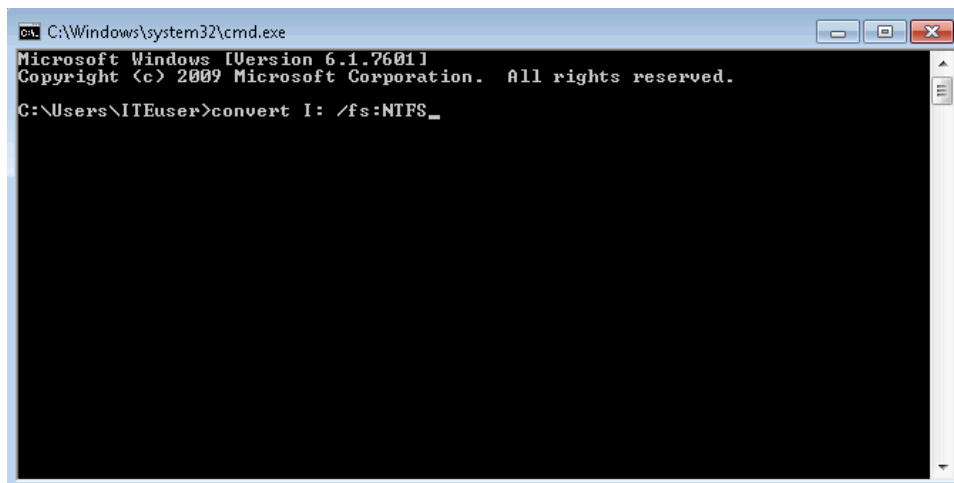 C:\Windows\system32\cmd.exe
Microsoft Windows [Version 6.1.7601]
Copyright (c) 2009 Microsoft Corporation.  All rights reserved.
C:\Users\ITEuser>convert I: /fs:NTFS_